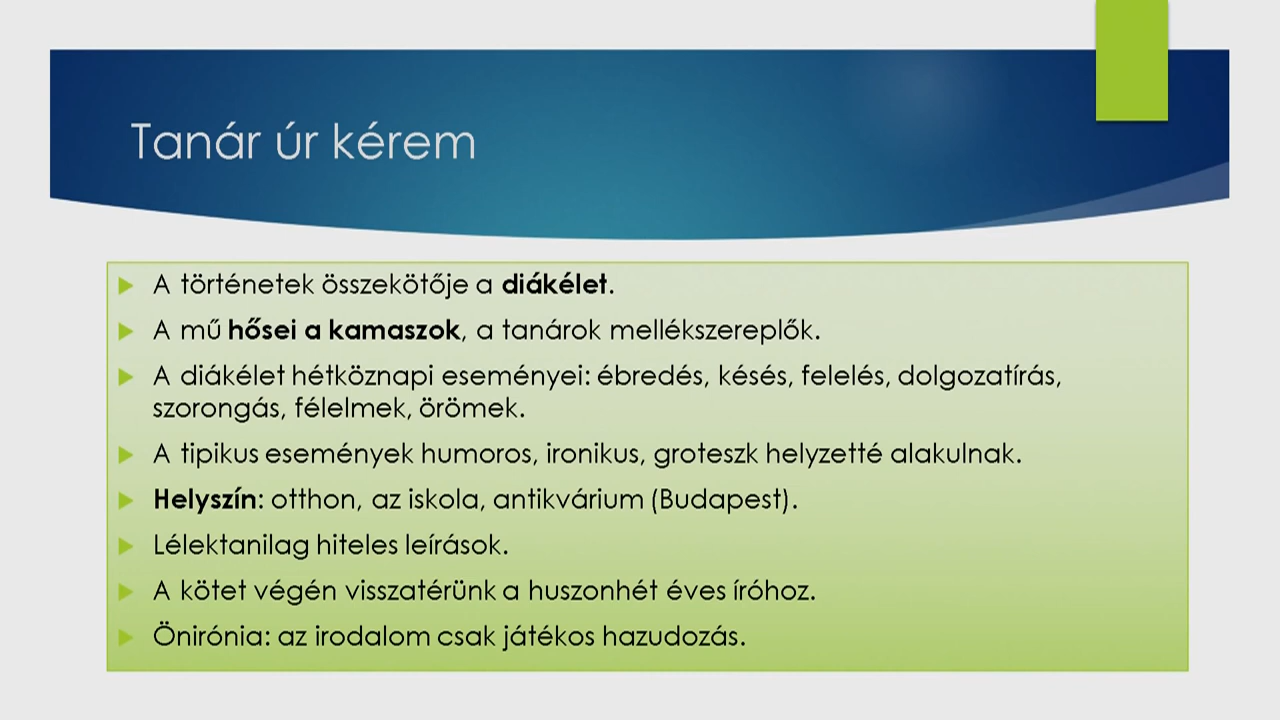 Tanár úr kérem
A történetek összekötője a diákélet.
A mű hősei a kamaszok, a tanárok mellékszereplők.
A diákélet hétköznapi eseményei: ébredés, késés, felelés, dolgozatírás,
szorongás, félelmek, örömek.
A tipikus események humoros, ironikus, groteszk helyzetté alakulnak.
Helyszín: otthon, az iskola, antikvárium (Budapest).
Lélektanilag hiteles leírások.
A kötet végén visszatérünk a huszonhét éves íróhoz.
Önirónia: az irodalom csak játékos hazudozás.